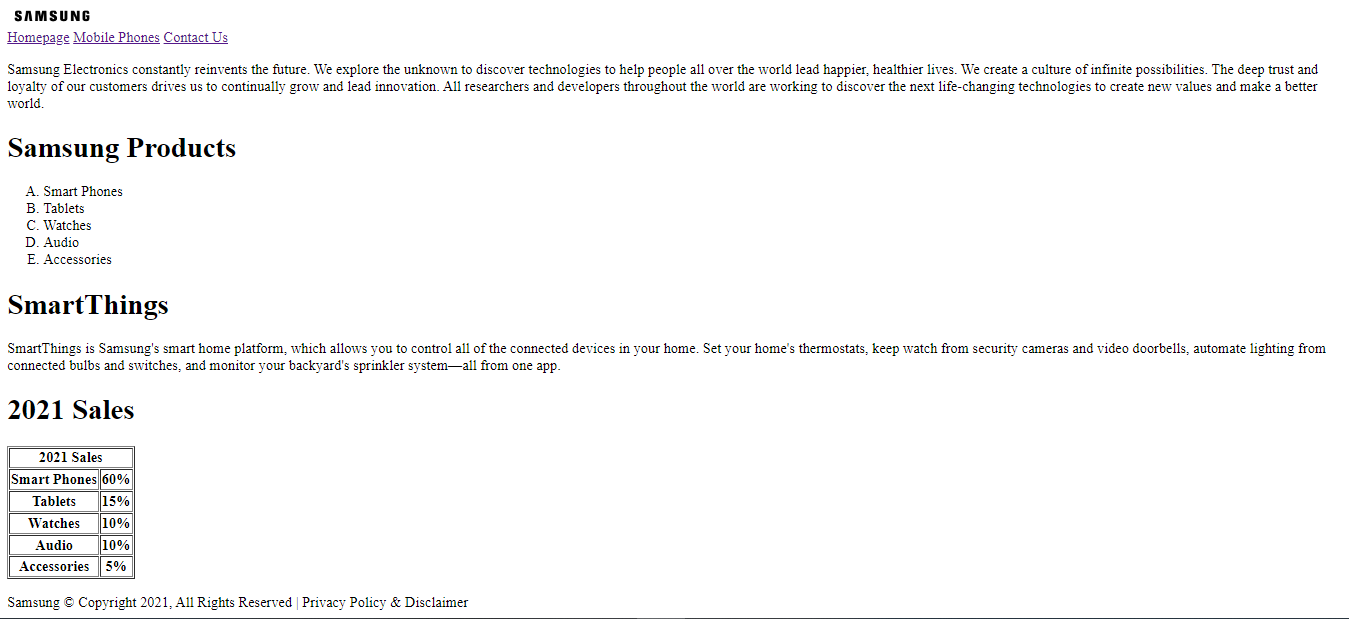 SAMSUNG
Homepage Mobile Phones Contact Us
Samsung Electronics constantly reinvents the future. We explore the unknown to discover technologies to help people all over the world lead happier, healthier lives. We create a culture of infinite possibilities. The deep trust and
loyalty of our customers drives us to continually grow and lead innovation. All researchers and developers throughout the world are working to discover the next life-changing technologies to create new values and make a better
world.
Samsung Products
A. Smart Phones
B. Tablets
C. Watches
D. Audio
E. Accessories
SmartThings
SmartThings is Samsung's smart home platform, which allows you to control all of the connected devices in your home. Set your home's thermostats, keep watch from security cameras and video doorbells, automate lighting from
connected bulbs and switches, and monitor your backyard's sprinkler system—all from one app.
2021 Sales
2021 Sales
Smart Phones 60%
Tablets 15%
Watches 10%
Audio 10%
Accessories 5%
Samsung © Copyright 2021, All Rights Reserved | Privacy Policy & Disclaimer